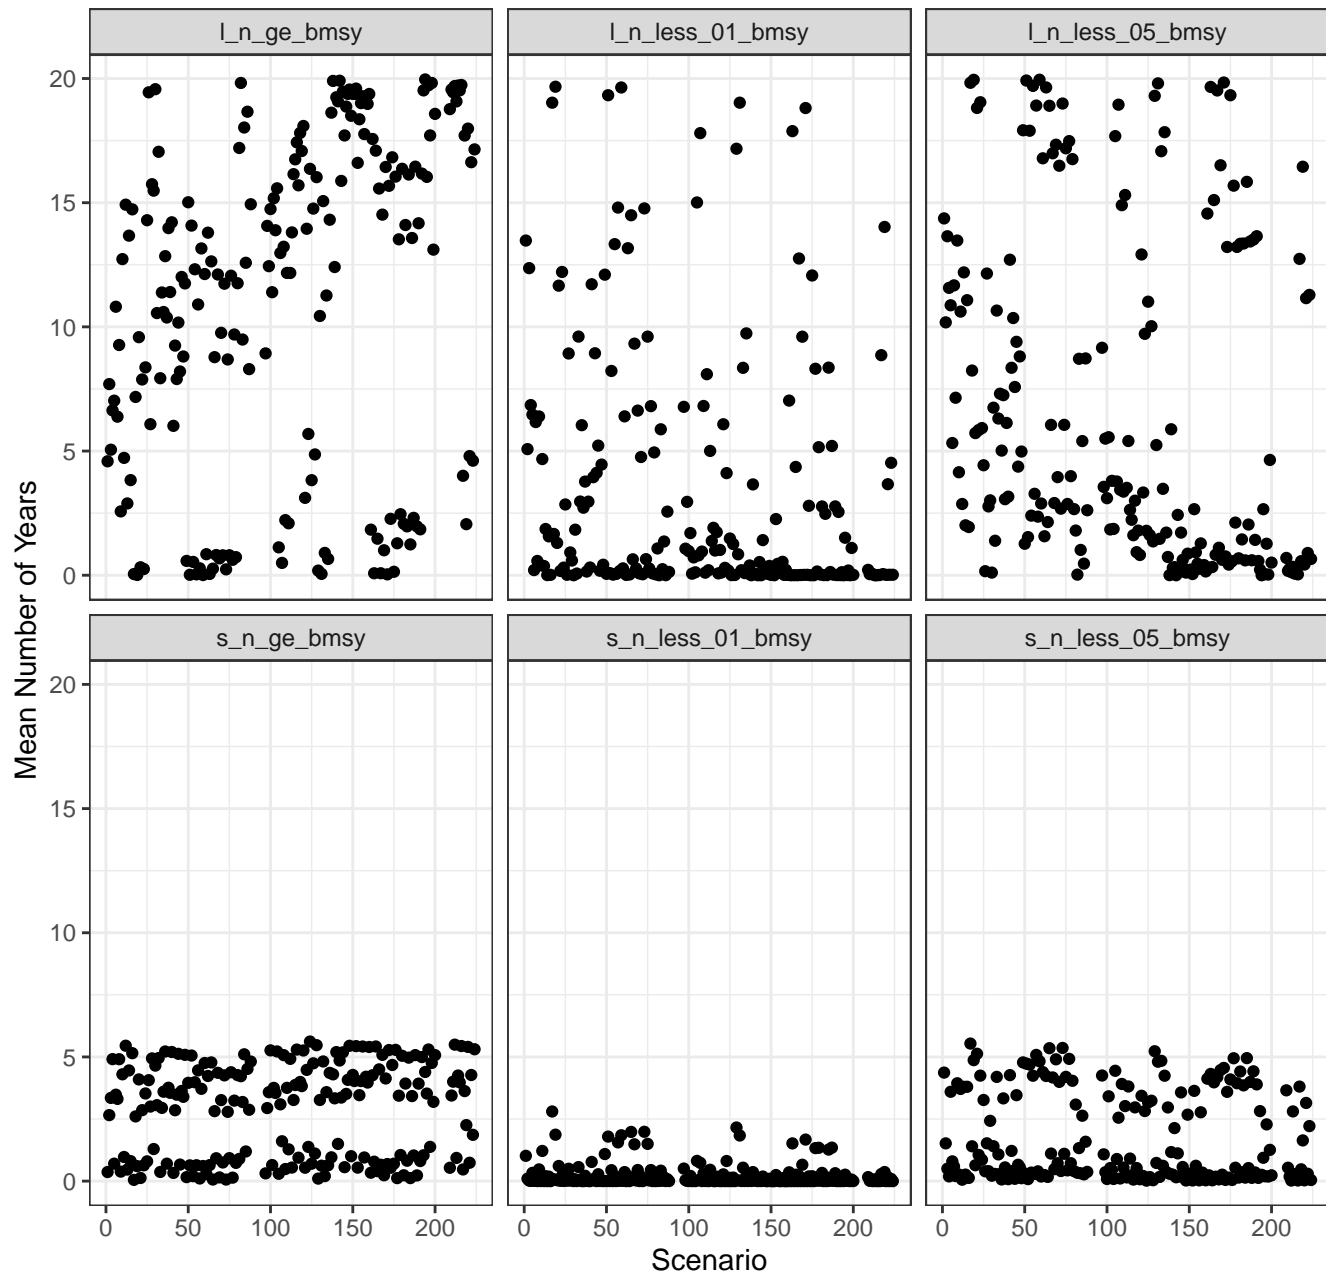 l_n_ge_bmsy
l_n_less_01_bmsy
l_n_less_05_bmsy
20
15
10
5
0
s_n_ge_bmsy
s_n_less_01_bmsy
s_n_less_05_bmsy
20
15
10
5
0
Mean Number of Years
0 50 100 150 200
0 50 100 150 200
0 50 100 150 200
Scenario